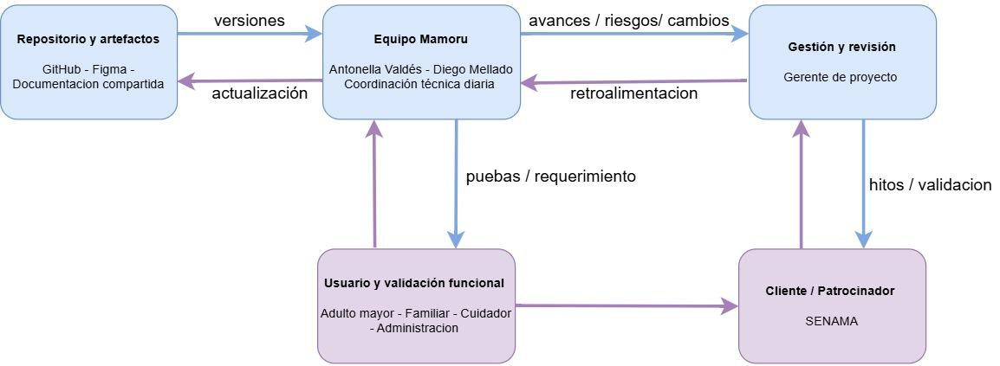 versiones
avances / riesgos/ cambios
Repositorio y artefactos
GitHub - Figma -
Documentacion compartida
Equipo Mamoru
Antonella Valdés - Diego Mellado
Coordinación técnica diaria
Gestión y revisión
Gerente de proyecto
actualización
retroalimentacion
puebas / requerimiento
hitos / validacion
Usuario y validación funcional
Adulto mayor - Familiar - Cuidador
- Administracion
Cliente / Patrocinador
SENAMA